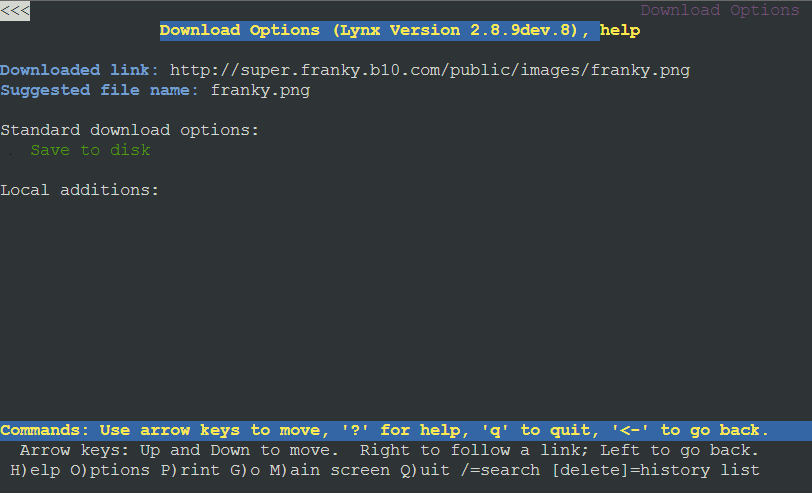 <<< Download Options
Download Options (Lynx Version 2.8.9dev.8), help
Downloaded link: http://super.franky.b10.com/public/images/franky.png
Suggested file name: franky.png
Standard download options:
. Save to disk
Local additions:
Commands: Use arrow keys to move, '?' for help, 'q' to quit, '<-' to go back.
Arrow keys: Up and Down to move. Right to follow a link; Left to go back.
H)elp O)ptions P)rint G)o M)ain screen Q)uit /=search [delete]=history list